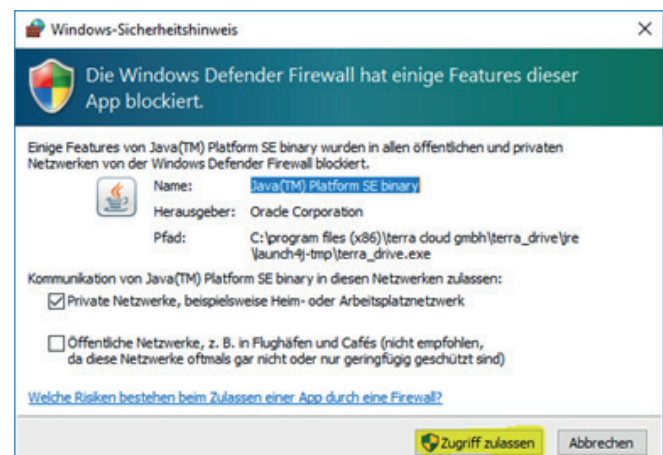 Windows-Sicherheitshinweis
Die Windows Defender Firewall hat einige Features dieser
App blockiert.
Einige Features von Java(TM) Platform SE binary wurden in allen öffentlichen und privaten
Netzwerken von der Windows Defender Firewall blockiert.
Name: Java(TM) Platform SE binary
Herausgeber: Oracle Corporation
Pfad: C:\program files (x86)\terra cloud gmbh\terra_drive\jre
\launch4j-tmp\terra_drive.exe
Kommunikation von Java(TM) Platform SE binary in diesen Netzwerken zulassen:
Private Netzwerke, beispielsweise Heim- oder Arbeitsplatznetzwerk
Öffentliche Netzwerke, z. B. in Flughäfen und Cafés (nicht empfohlen,
da diese Netzwerke oftmals gar nicht oder nur geringfügig geschützt sind)
Welche Risiken bestehen beim Zulassen einer App durch eine Firewall?
Zugriff zulassen Abbrechen